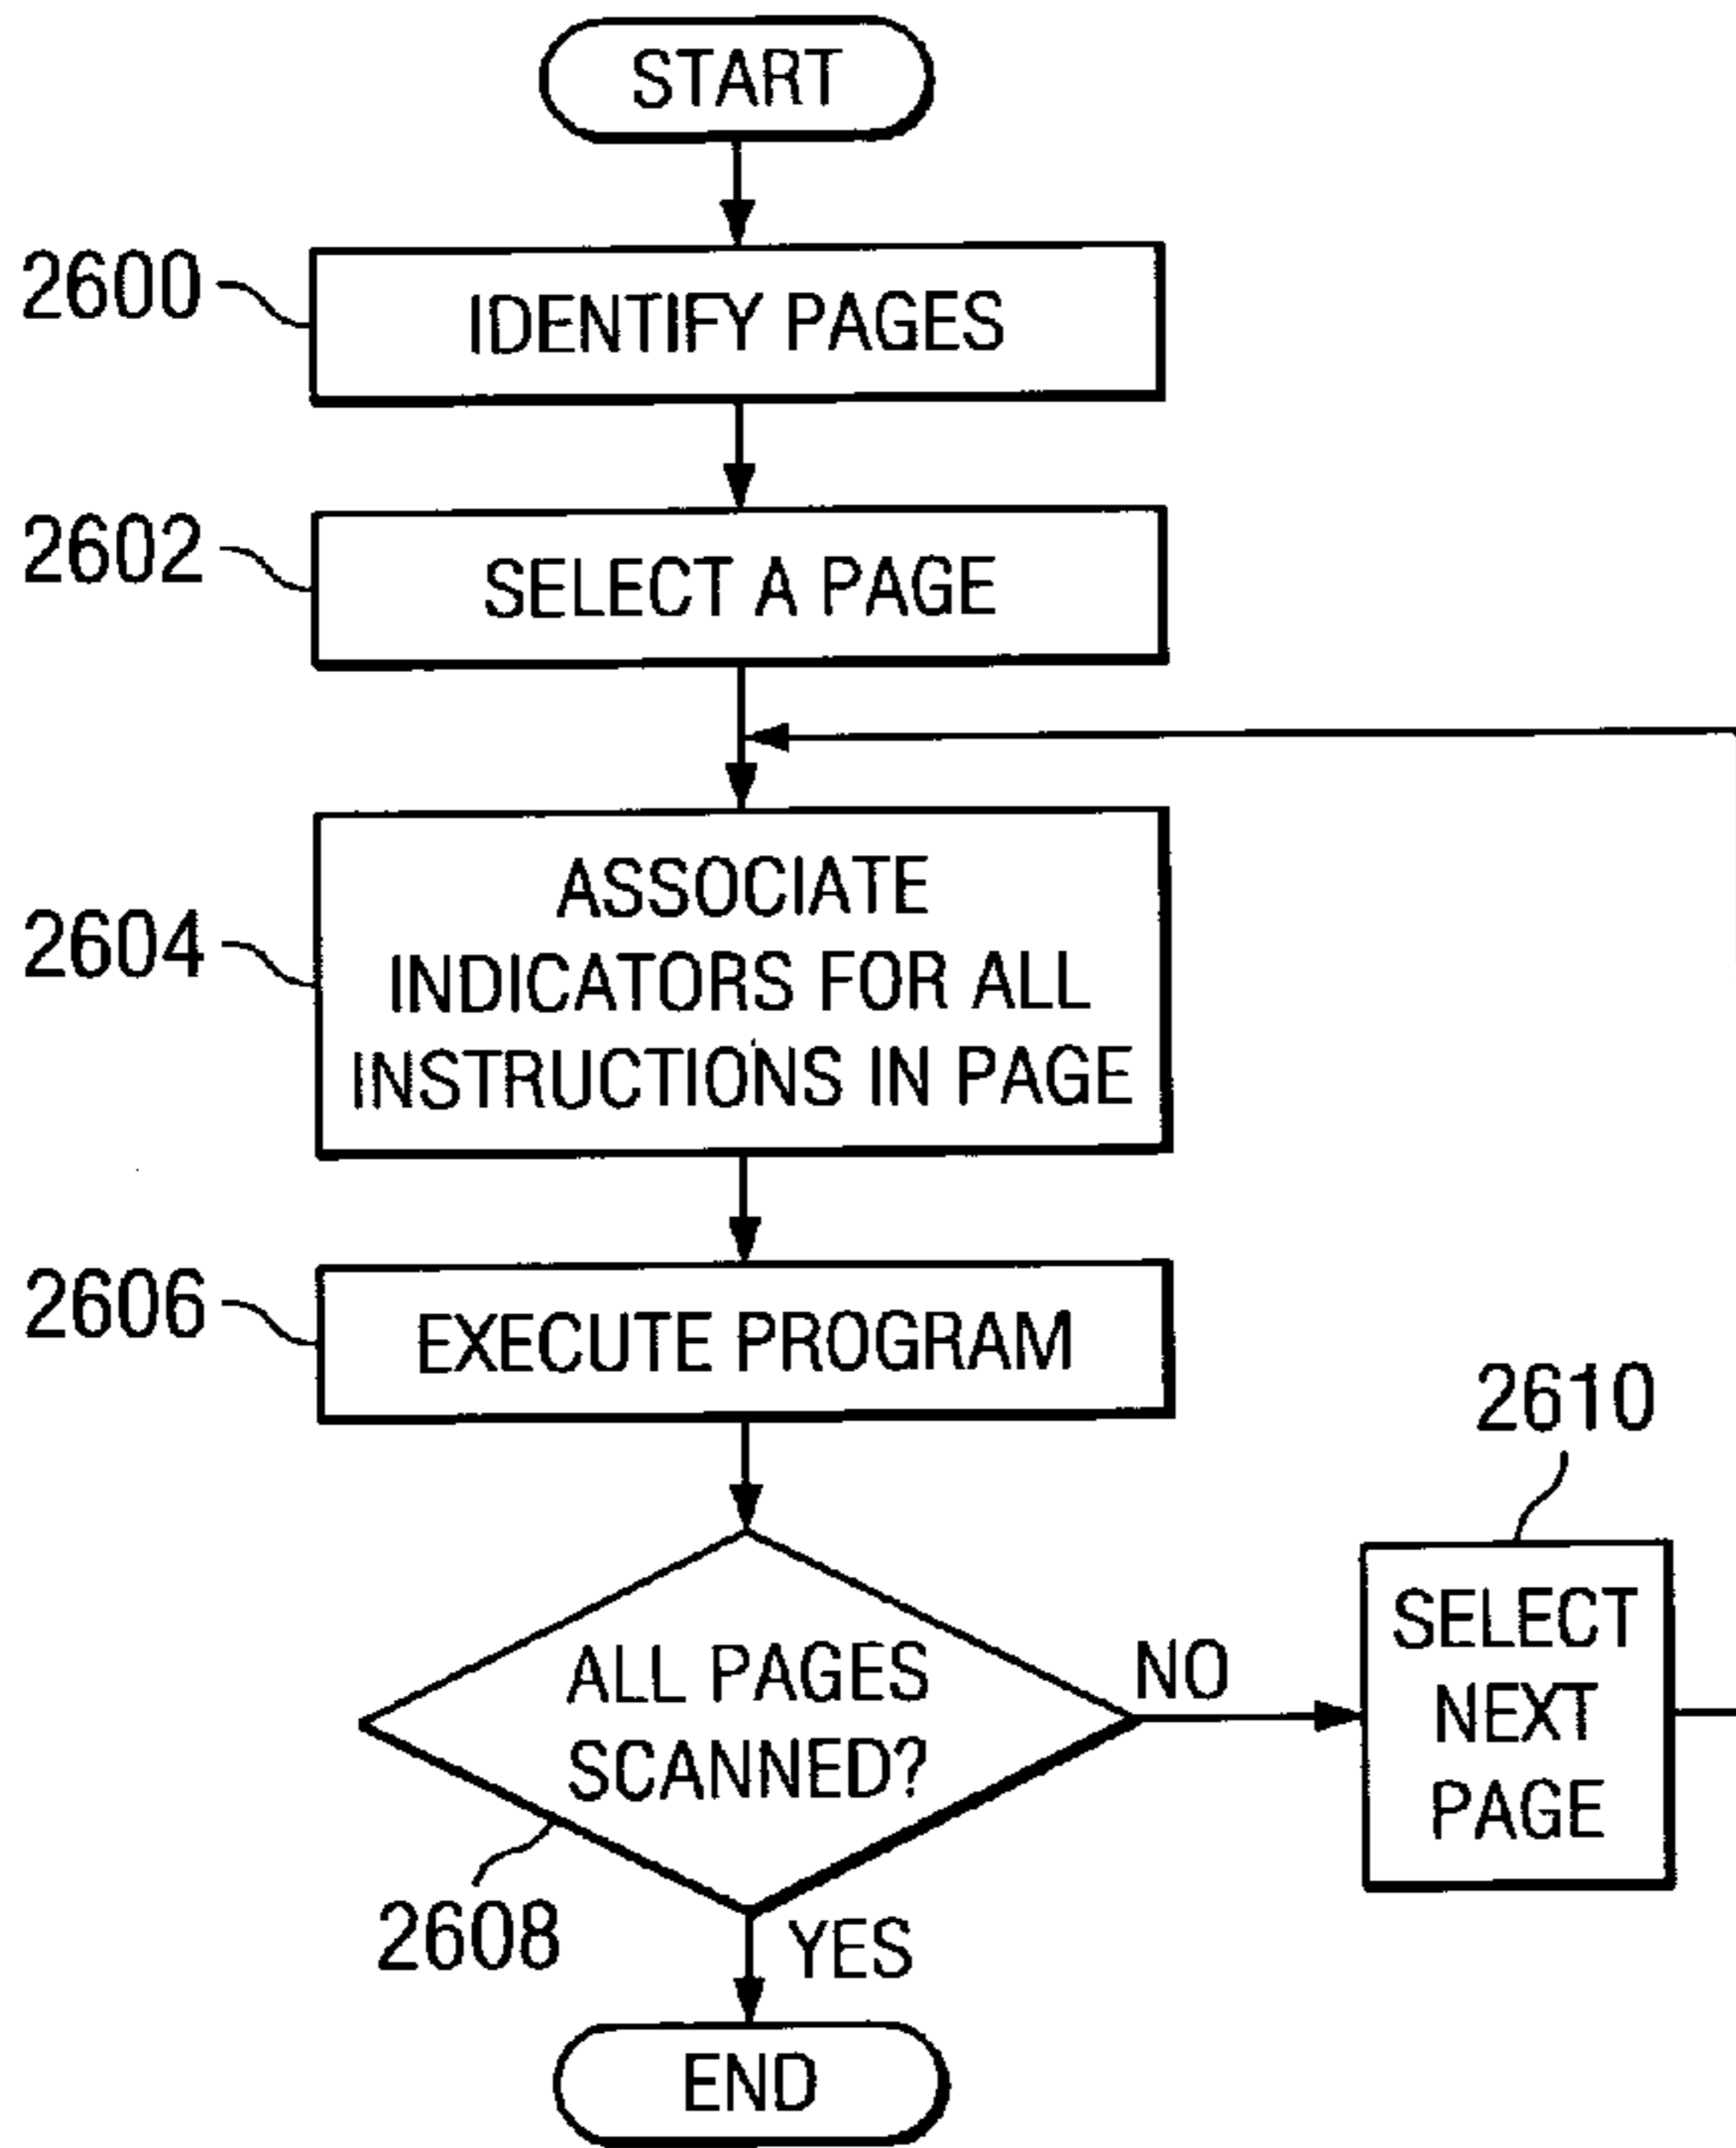 START
2600
IDENTIFY PAGES
2602
SELECT A PAGE
2604
ASSOCIATE
INDICATORS FOR ALL
INSTRUCTIONS IN PAGE
2606
EXECUTE PROGRAM
2608
ALL PAGES
SCANNED?
NO
2610
SELECT
NEXT
PAGE
YES
END